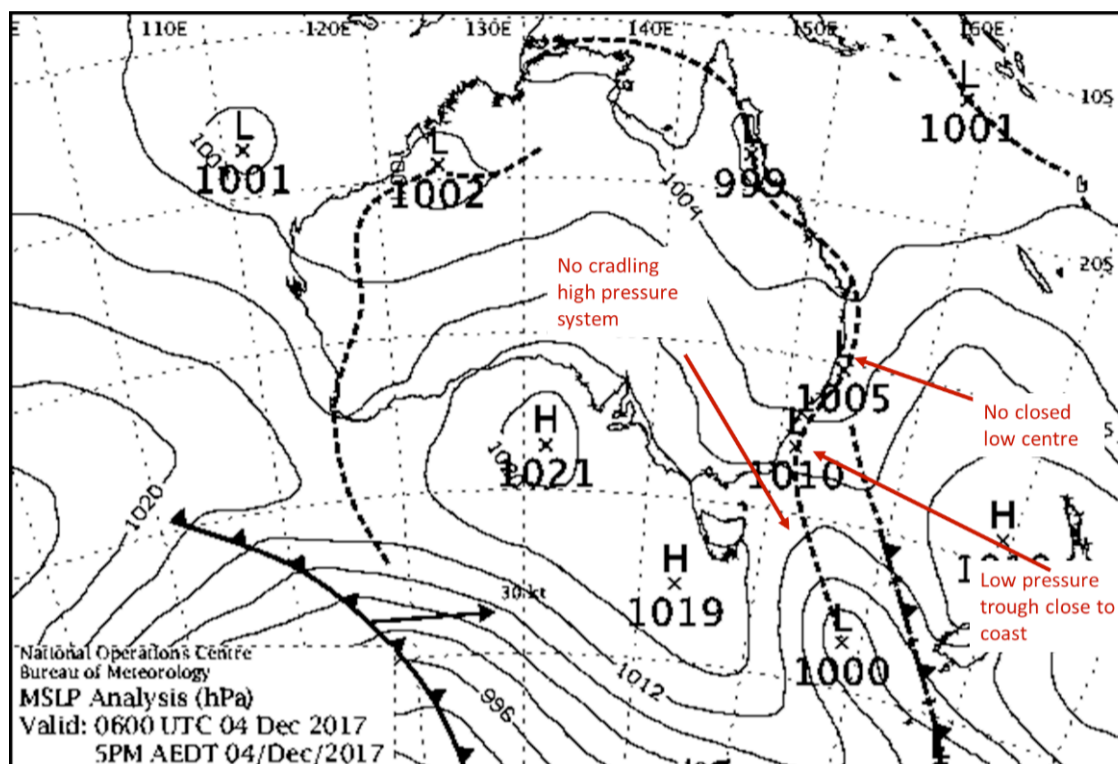 110E 120E 130E 140E 150E 160E
10S
L
1001
L
1001
L
1002
L
999
1004
20S
No cradling
high pressure
system
L
1005
No closed
low centre
H
1021
L
1010
1020
H
H
1019
30 kt
Low pressure
trough close to
coast
L
1000
1012
996
National Operations Centre
Bureau of Meteorology
MSLP Analysis (hPa)
Valid: 0600 UTC 04 Dec 2017
5PM AEDT 04/Dec/2017